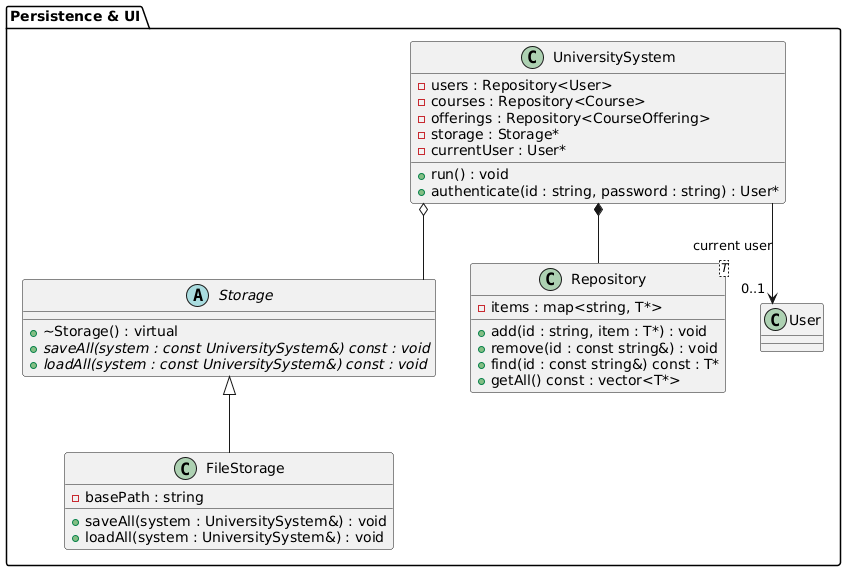 Persistence & UI
C UniversitySystem
users : Repository<User>
courses : Repository<Course>
offerings : Repository<CourseOffering>
storage : Storage*
currentUser : User*
run() : void
authenticate(id : string, password : string) : User*
current user
0..1
A Storage
~Storage() : virtual
saveAll(system : const UniversitySystem&) const : void
loadAll(system : const UniversitySystem&) const : void
C Repository
T
items : map<string, T*>
add(id : string, item : T*) : void
remove(id : const string&) : void
find(id : const string&) const : T*
getAll() const : vector<T*>
C User
C FileStorage
basePath : string
saveAll(system : UniversitySystem&) : void
loadAll(system : UniversitySystem&) : void